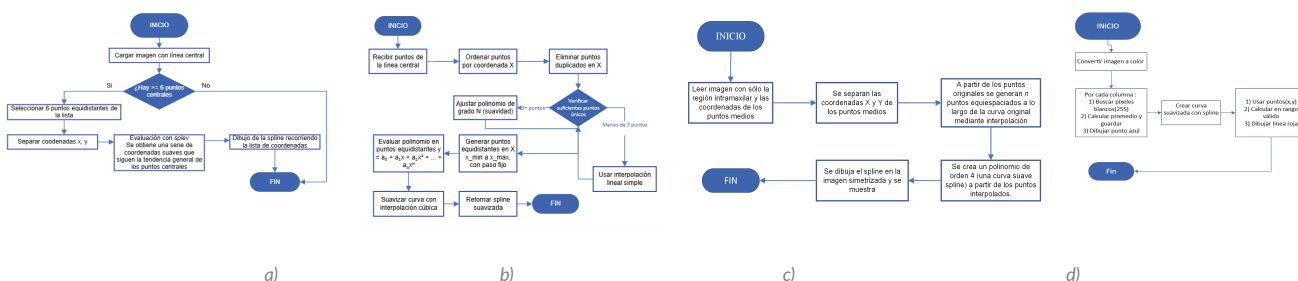 INICIO
Cargar imagen con línea central
¿Hay >= 6 puntos
centrales
Si
No
Seleccionar 6 puntos equidistantes de
la lista
Separar coodenadas x, y
Evaluación con splev
Se obtiene una serie de
coordenadas suaves que
siguen la tendencia general de
los puntos centrales
Dibujo de la spline recorriendo
la lista de coordenadas
FIN
a)
INICIO
Recibir puntos de
la línea central
Ordenar puntos
por coordenada X
Eliminar puntos
duplicados en X
Verificar
suficientes puntos
únicos
3+ puntos
Menos de 3 puntos
Ajustar polinomio de
grado N (suavidad)
Usar interpolación
lineal simple
Generar puntos
equidistantes en X
x_min a x_max,
con paso fijo
Evaluar polinomio en
puntos equidistantes y
= a₀ + a₁x + a₂x² + ... +
aₙxⁿ
Suavizar curva con
interpolación cúbica
Retornar spline
suavizada
FIN
b)
INICIO
Leer imagen con sólo la
región intramaxilar y las
coordenadas de los
puntos medios
Se separan las
coordenadas X y Y de
los puntos medios
A partir de los puntos
originales se generan n
puntos equiespaciados a lo
largo de la curva original
mediante interpolación
Se crea un polinomio de
orden 4 (una curva suave
spline) a partir de los puntos
interpolados.
Se dibuja el spline en la
imagen simetrizada y se
muestra
FIN
c)
INICIO
Convertir imagen a color
Por cada columna :
1) Buscar pixeles
blancos(255)
2) Calcular promedio y
guardar
3) Dibujar punto azul
Crear curva
suavizada con spline
1) Usar puntos(x,y)
2) Calcular en rango
válido
3) Dibujar línea roja
Fin
d)